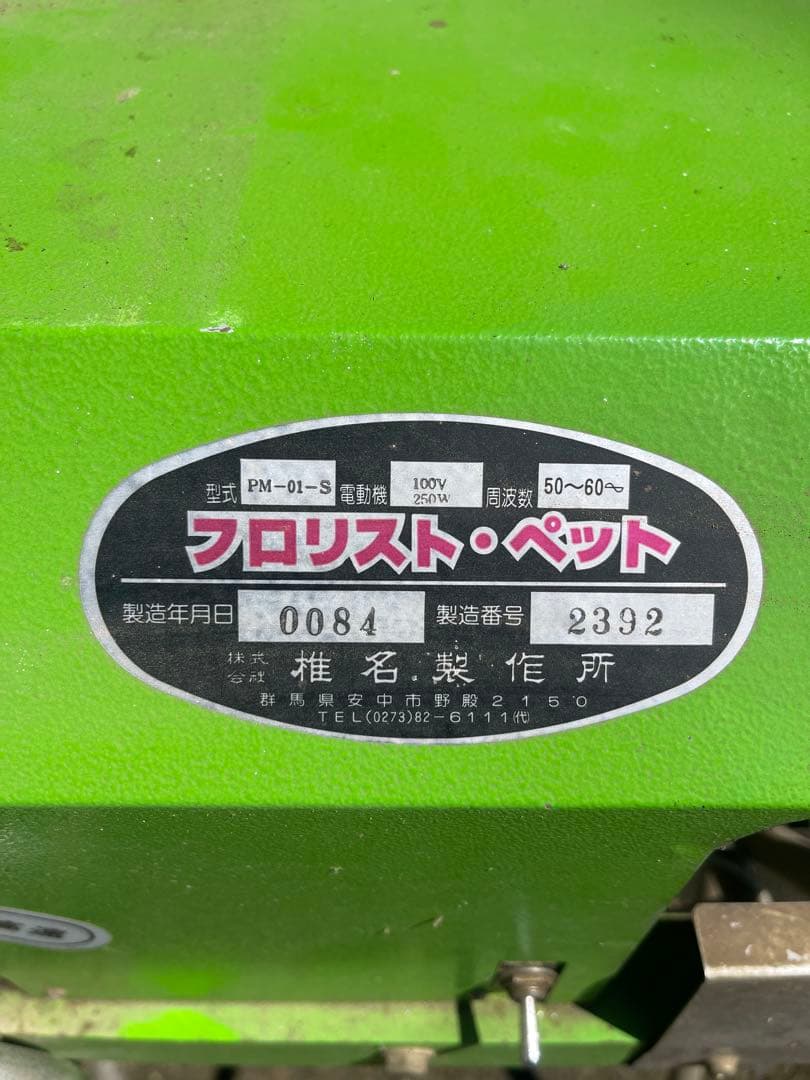 型式 PM-01-S 電動機 100V 250W 周波数 50〜60〜
フロリスト・ペット
製造年月日 0084 製造番号 2392
株式会社 椎名製作所
群馬県安中市野殿2150
TEL(0273)82-6111(代)